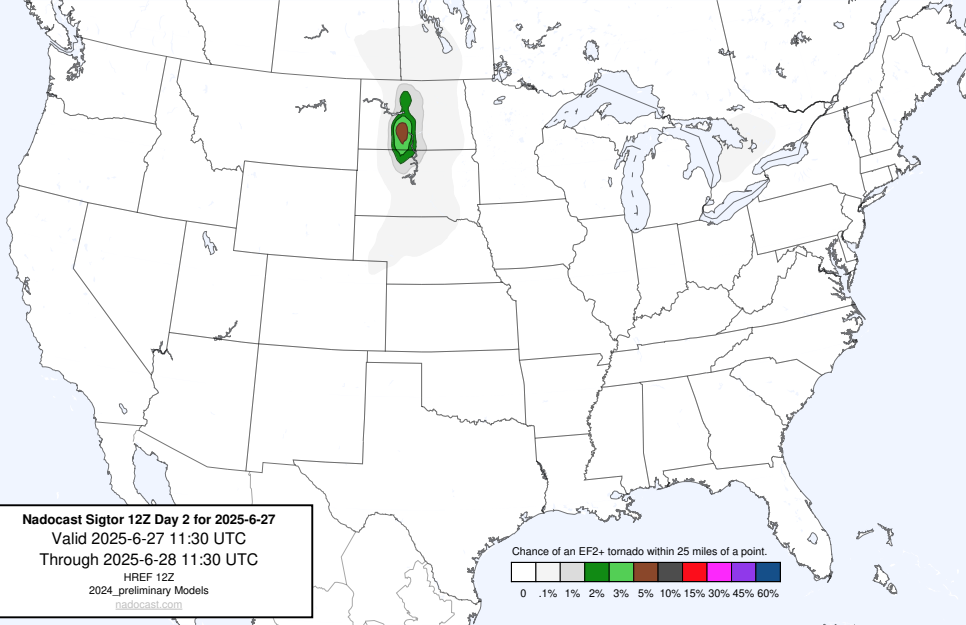 Nadocast Sigtor 12Z Day 2 for 2025-6-27
Valid 2025-6-27 11:30 UTC
Through 2025-6-28 11:30 UTC
HREF 12Z
2024_preliminary Models
nadocast.com
Chance of an EF2+ tornado within 25 miles of a point.
0 .1% 1% 2% 3% 5% 10% 15% 30% 45% 60%